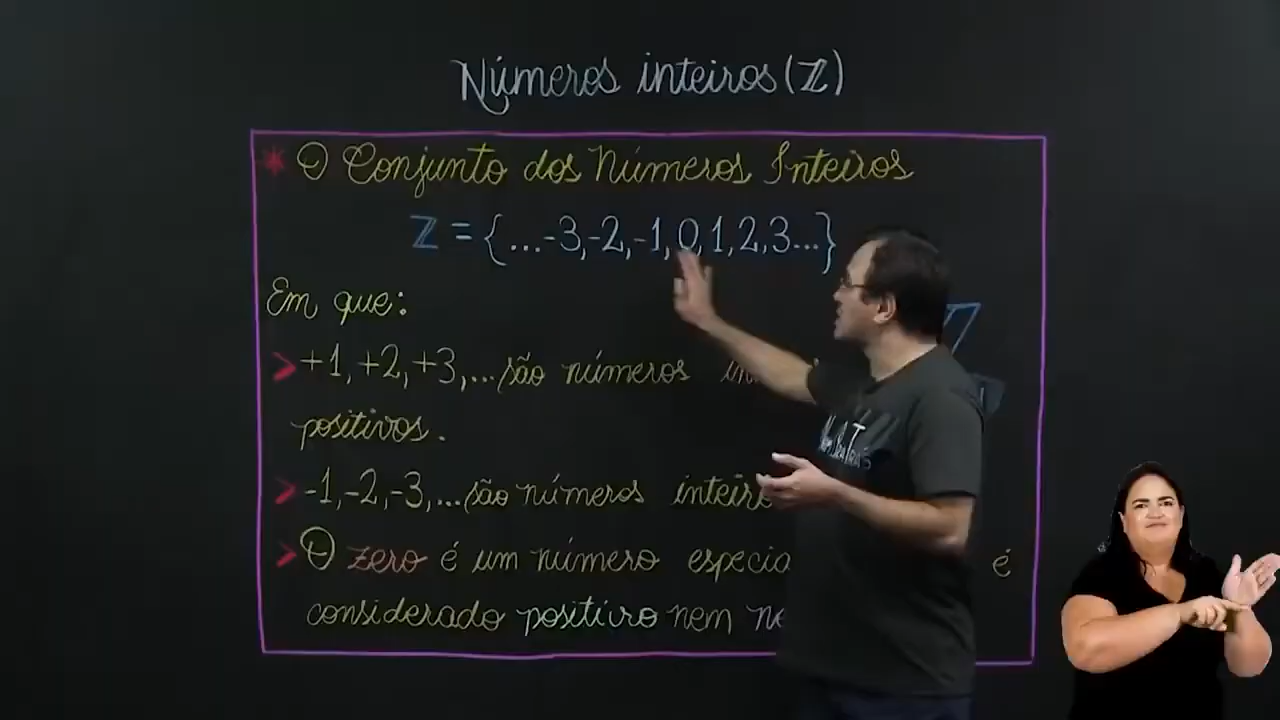 Números inteiros (ℤ)
* O Conjunto dos Números Inteiros
ℤ = {...-3,-2,-1,0,1,2,3...}
Em que:
> +1, +2, +3,... são números
positivos.
> -1, -2, -3,... são números
> O zero é um número é
considerado positivo nem